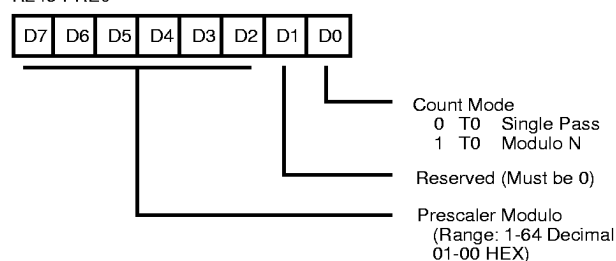 D7 D6 D5 D4 D3 D2 D1 D0
Count Mode
0 T0 Single Pass
1 T0 Modulo N
Reserved (Must be 0)
Prescaler Modulo
(Range: 1-64 Decimal
01-00 HEX)